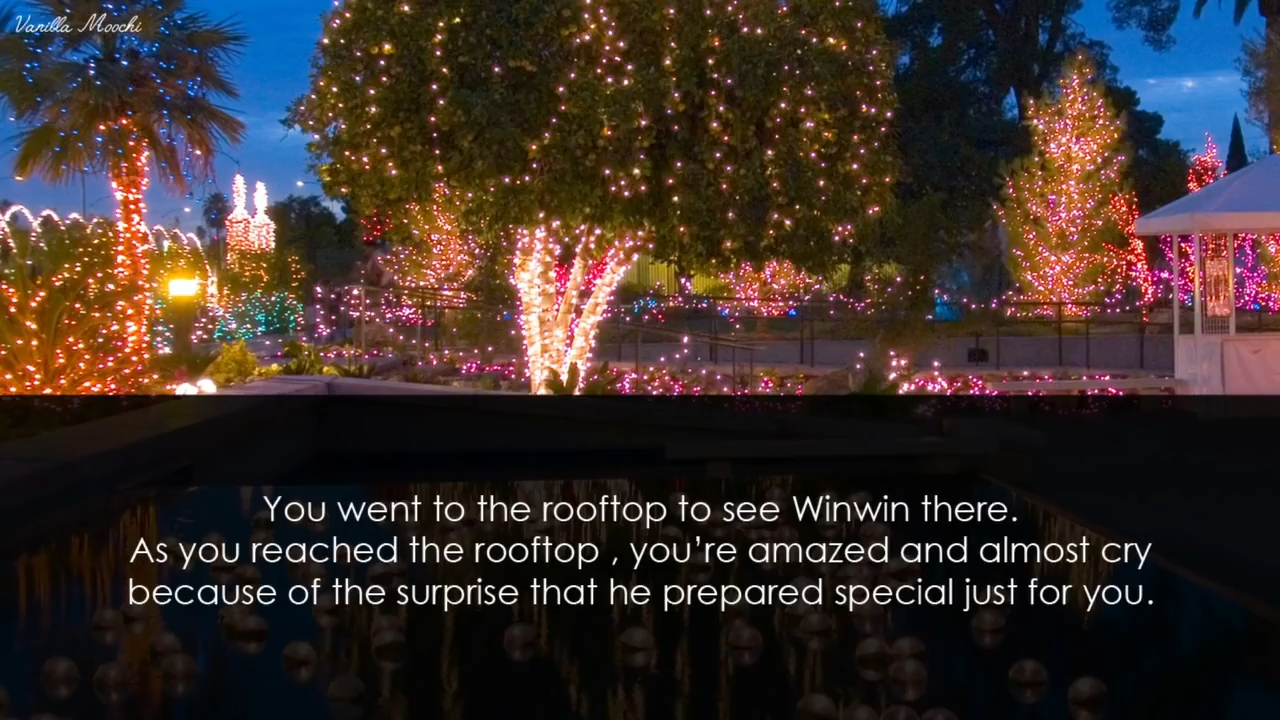 Vanilla Moochi
You went to the rooftop to see Winwin there.
As you reached the rooftop , you're amazed and almost cry
because of the surprise that he prepared special just for you.